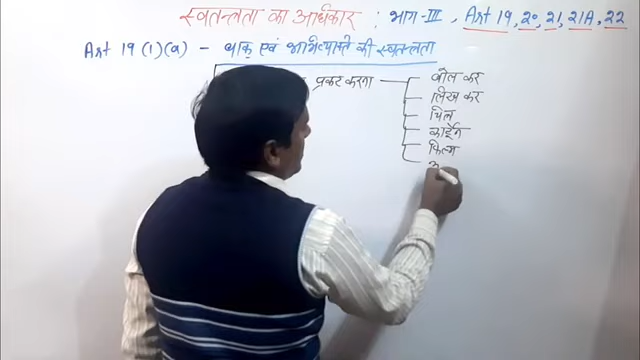 स्वतन्त्रता का अधिकार : भाग-III, Art 19, 20, 21, 21A, 22
Art 19 (1)(a) - वाक् एवं अभिव्यक्ति की स्वतन्त्रता
प्रकट करना
बोल कर
लिख कर
चित्र
कार्टून
फिल्म